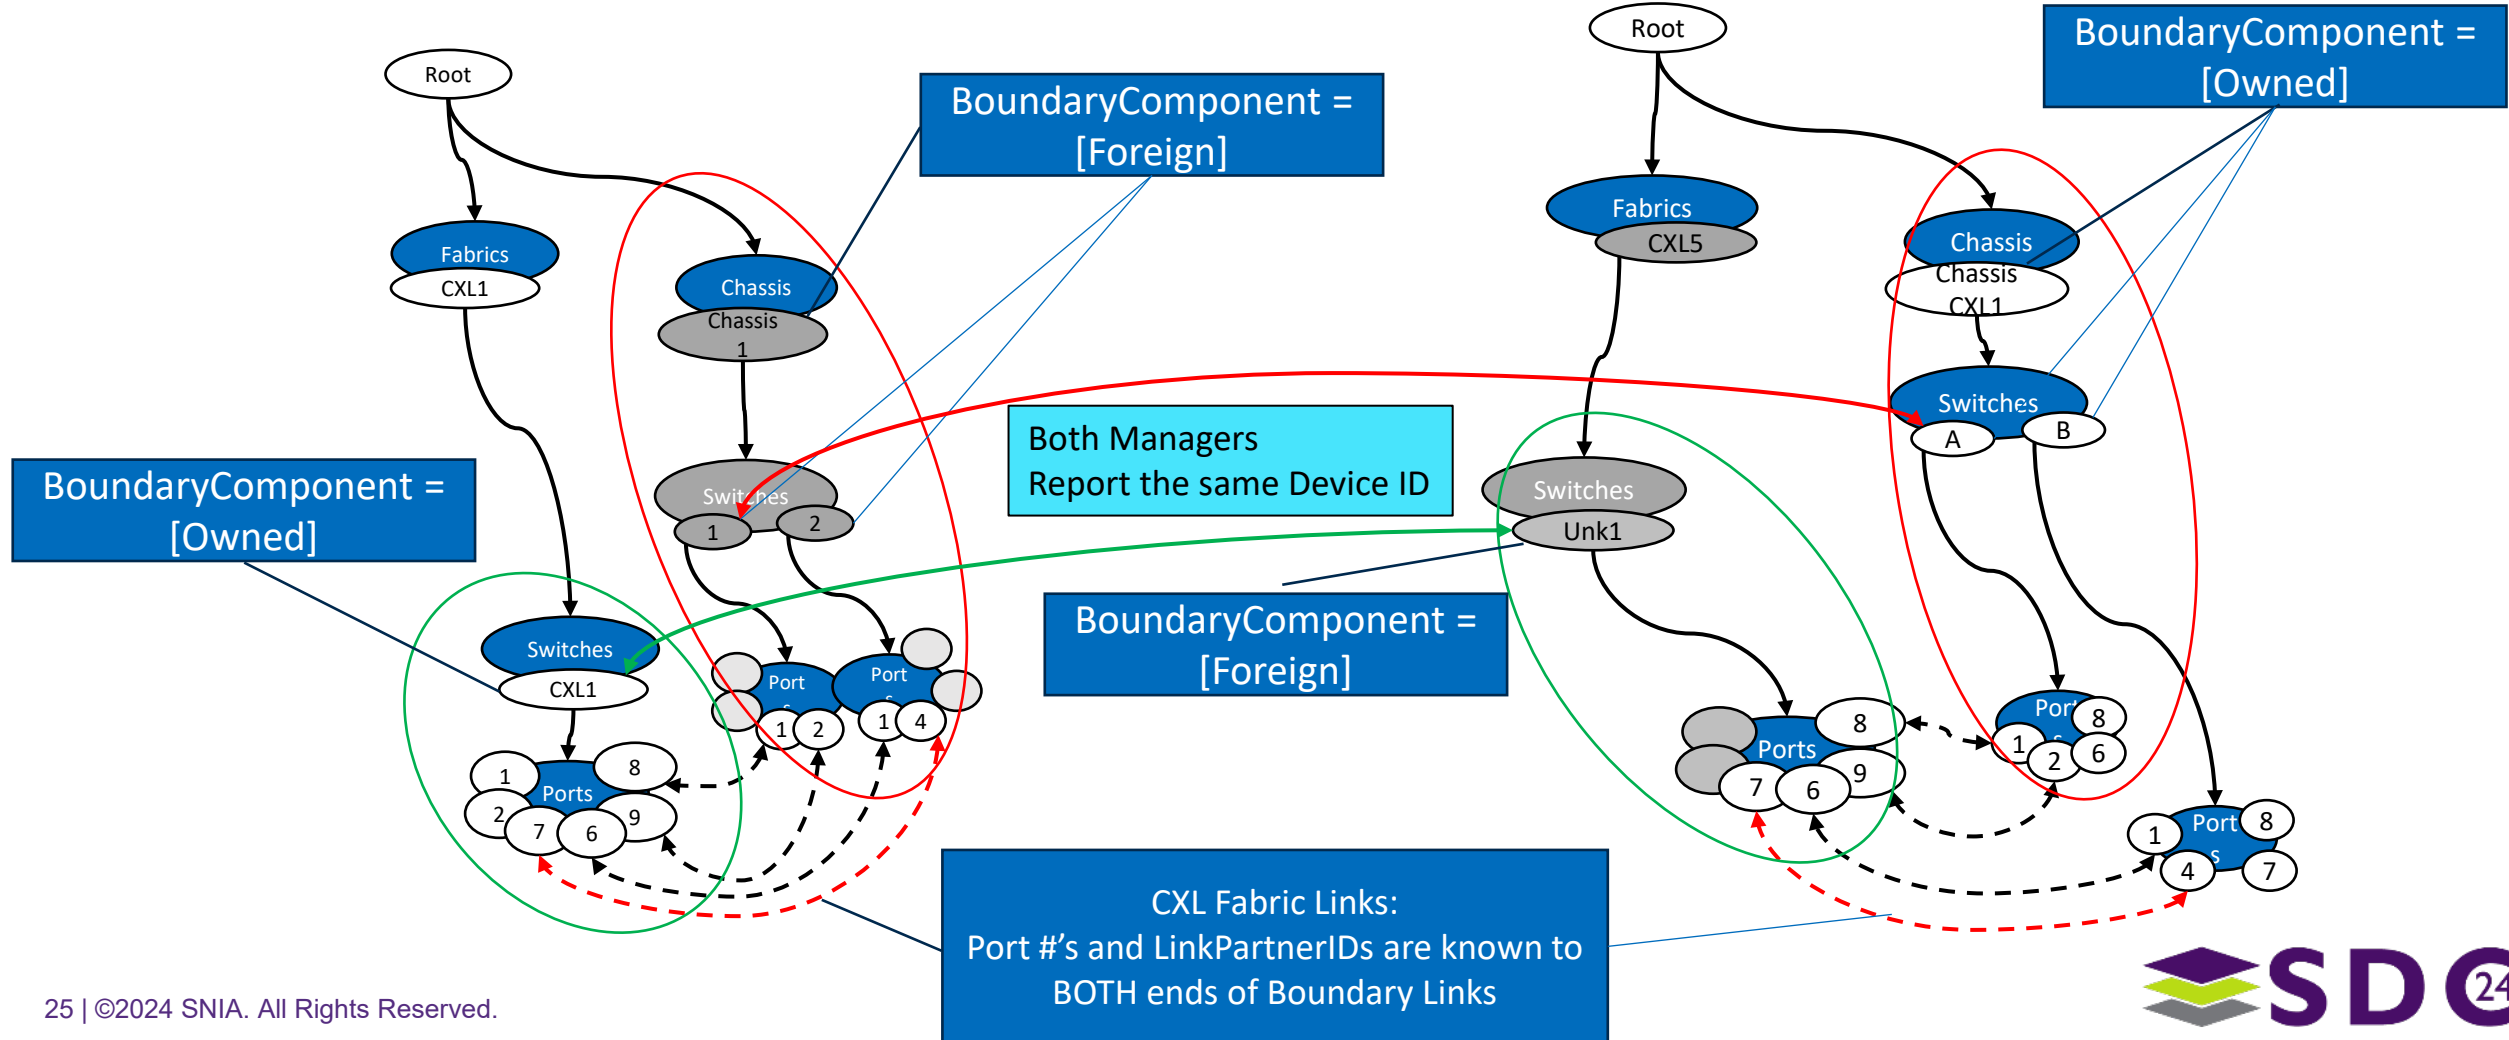 Root
Root
BoundaryComponent =
[Owned]
BoundaryComponent =
[Foreign]
Fabrics
CXL5
Fabrics
CXL1
Chassis
Chassis
1
Chassis
Chassis
CXL1
Switches
A
B
Both Managers
Report the same Device ID
BoundaryComponent =
[Owned]
Switches
1
2
Switches
Unk1
BoundaryComponent =
[Foreign]
Switches
CXL1
Port
s
1
2
Port
s
1
4
Ports
1
2
7
6
9
8
Ports
7
6
9
8
Port
s
1
2
6
8
Port
s
1
4
7
8
CXL Fabric Links:
Port #'s and LinkPartnerIDs are known to
BOTH ends of Boundary Links
25 | ©2024 SNIA. All Rights Reserved.
SDC
24